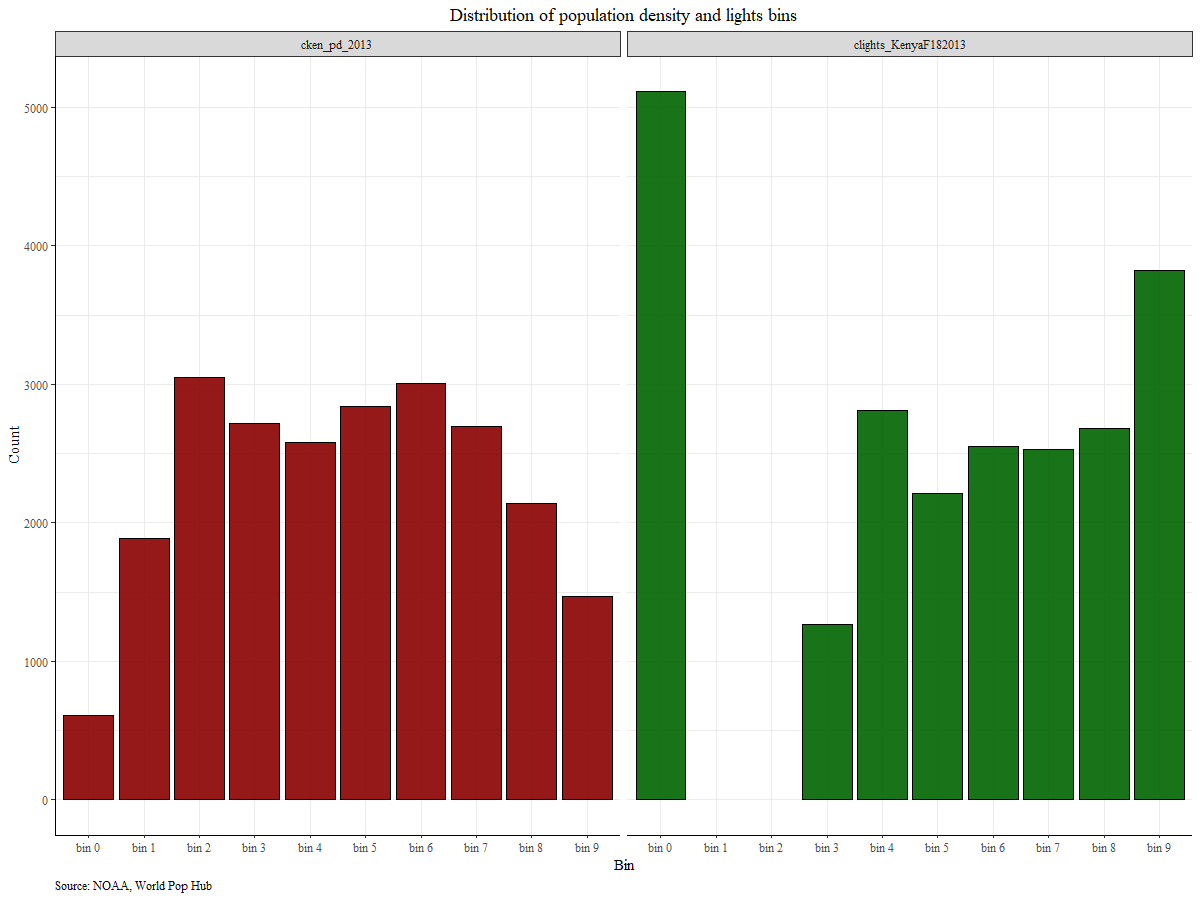 Distribution of population density and lights bins
cken_pd_2013
clights_KenyaF182013
5000
4000
3000
2000
1000
0
Count
bin 0 bin 1 bin 2 bin 3 bin 4 bin 5 bin 6 bin 7 bin 8 bin 9
bin 0 bin 1 bin 2 bin 3 bin 4 bin 5 bin 6 bin 7 bin 8 bin 9
Bin
Source: NOAA, World Pop Hub